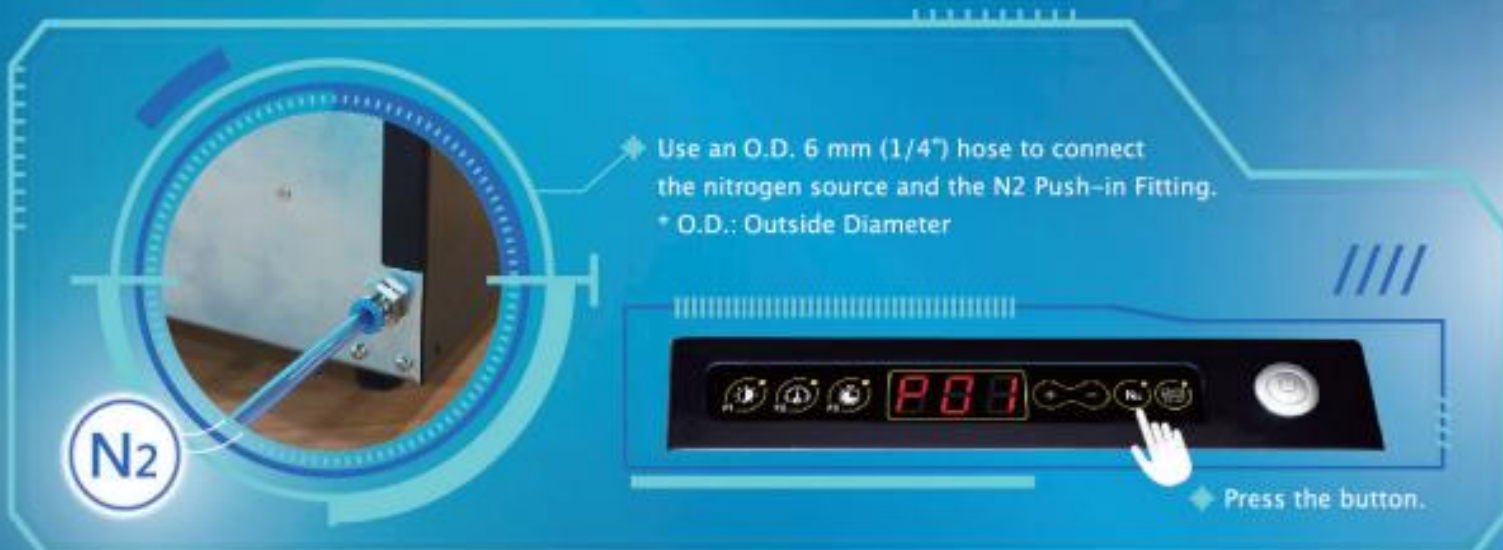 Use an O.D. 6 mm (1/4") hose to connect
the nitrogen source and the N2 Push-in Fitting.
* O.D.: Outside Diameter
P01
+ -
N2
N2
Press the button.